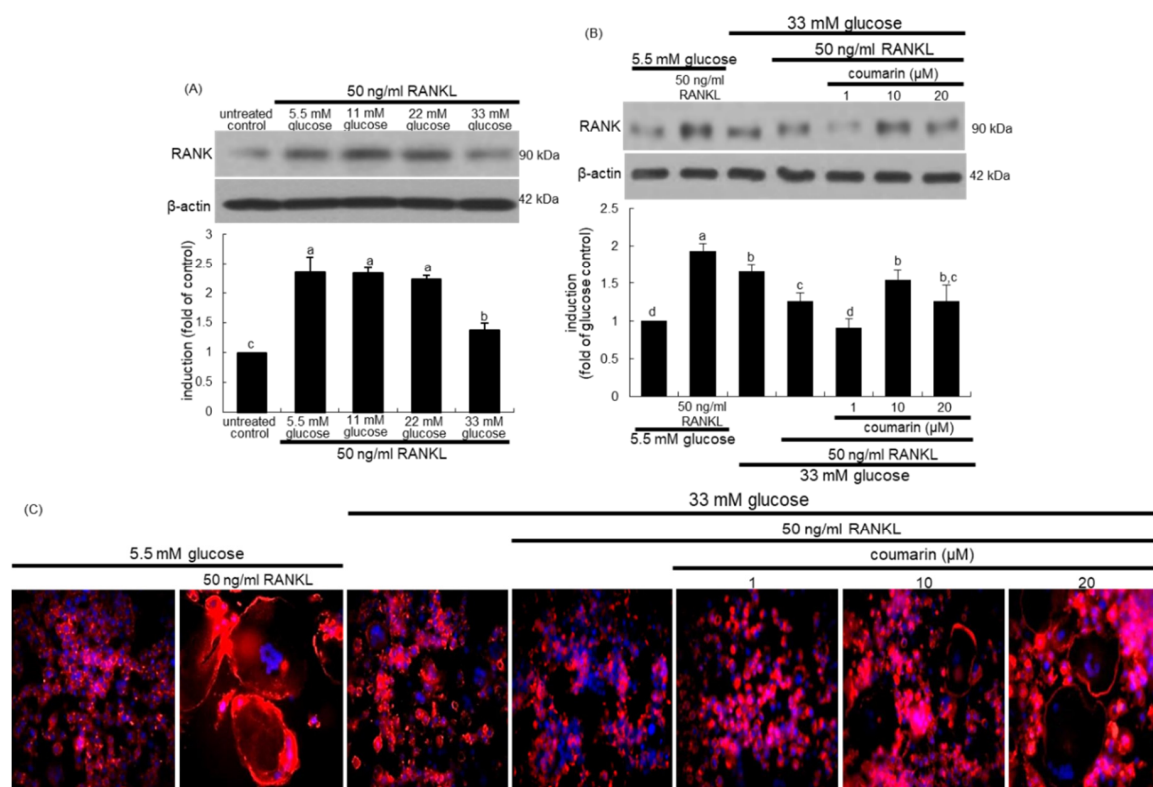 (A)
50 ng/ml RANKL
untreated control
5.5 mM glucose
11 mM glucose
22 mM glucose
33 mM glucose
RANK
90 kDa
β-actin
42 kDa
induction (fold of control)
3
2.5
2
1.5
1
0.5
0
c
a
a
a
b
untreated control
5.5 mM glucose
11 mM glucose
22 mM glucose
33 mM glucose
50 ng/ml RANKL
(B)
33 mM glucose
5.5 mM glucose
50 ng/ml RANKL
50 ng/ml RANKL
coumarin (µM)
1
10
20
RANK
90 kDa
β-actin
42 kDa
induction
(fold of glucose control)
2.5
2
1.5
1
0.5
0
d
a
b
c
d
b
b,c
50 ng/ml RANKL
1
10
20
coumarin (µM)
5.5 mM glucose
50 ng/ml RANKL
33 mM glucose
(C)
33 mM glucose
50 ng/ml RANKL
5.5 mM glucose
coumarin (µM)
50 ng/ml RANKL
1
10
20